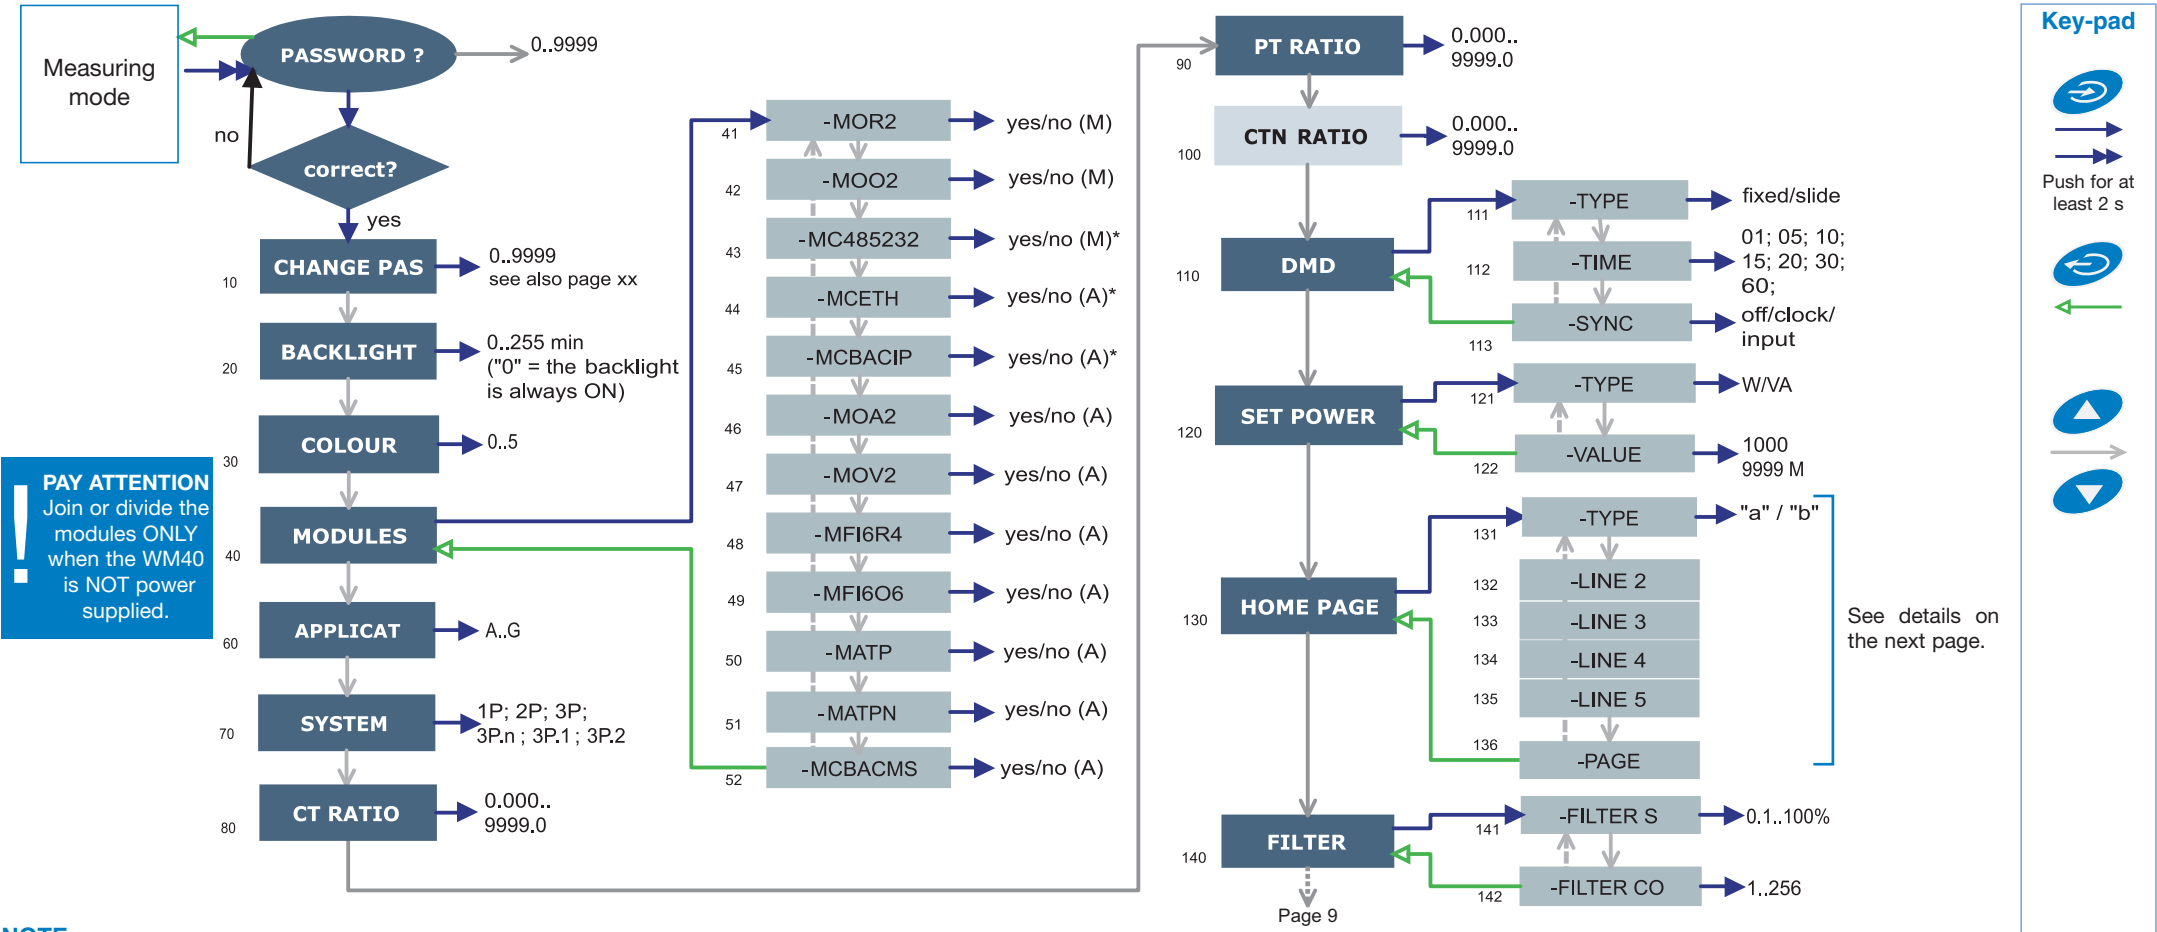 Measuring
mode
PASSWORD ?
0..9999
no
correct?
yes
10
CHANGE PAS
0..9999
see also page xx
20
BACKLIGHT
0..255 min
("0" = the backlight
is always ON)
30
COLOUR
0..5
!
PAY ATTENTION
Join or divide the
modules ONLY
when the WM40
is NOT power
supplied.
40
MODULES
60
APPLICAT
A..G
70
SYSTEM
1P; 2P; 3P;
3P.n ; 3P.1 ; 3P.2
80
CT RATIO
0.000..
9999.0
41
-MOR2
yes/no (M)
42
-MOO2
yes/no (M)
43
-MC485232
yes/no (M)*
44
-MCETH
yes/no (A)*
45
-MCBACIP
yes/no (A)*
46
-MOA2
yes/no (A)
47
-MOV2
yes/no (A)
48
-MFI6R4
yes/no (A)
49
-MFI6O6
yes/no (A)
50
-MATP
yes/no (A)
51
-MATPN
yes/no (A)
52
-MCBACMS
yes/no (A)
90
PT RATIO
0.000..
9999.0
100
CTN RATIO
0.000..
9999.0
110
DMD
111
-TYPE
fixed/slide
112
-TIME
01; 05; 10;
15; 20; 30;
60;
113
-SYNC
off/clock/
input
120
SET POWER
121
-TYPE
W/VA
122
-VALUE
1000
9999 M
130
HOME PAGE
131
-TYPE
"a" / "b"
132
-LINE 2
133
-LINE 3
134
-LINE 4
135
-LINE 5
136
-PAGE
See details on
the next page.
140
FILTER
141
-FILTER S
0.1..100%
142
-FILTER CO
1..256
Page 9
Key-pad
Push for at
least 2 s
NOTE